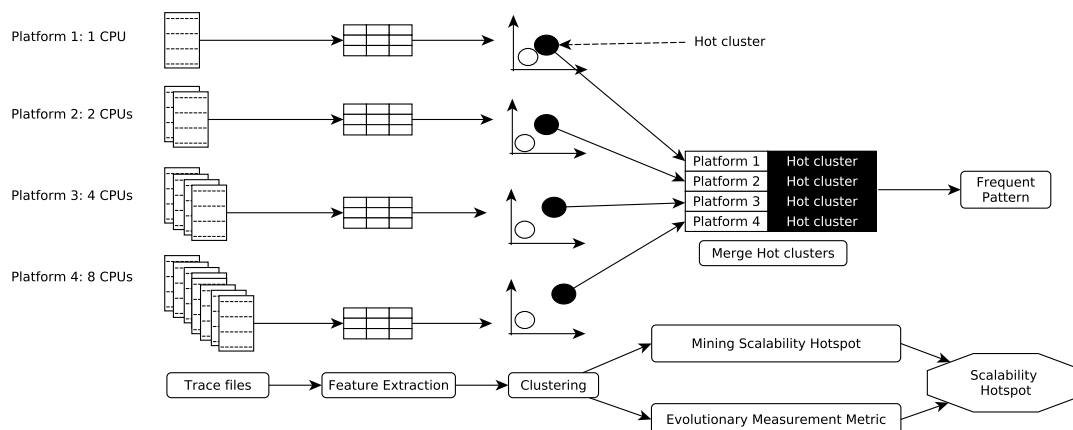 Platform 1: 1 CPU
Hot cluster
Platform 2: 2 CPUs
Platform 1 Hot cluster
Platform 2 Hot cluster
Platform 3 Hot cluster
Platform 4 Hot cluster
Frequent
Pattern
Platform 3: 4 CPUs
Merge Hot clusters
Platform 4: 8 CPUs
Mining Scalability Hotspot
Trace files
Feature Extraction
Clustering
Scalability
Hotspot
Evolutionary Measurement Metric